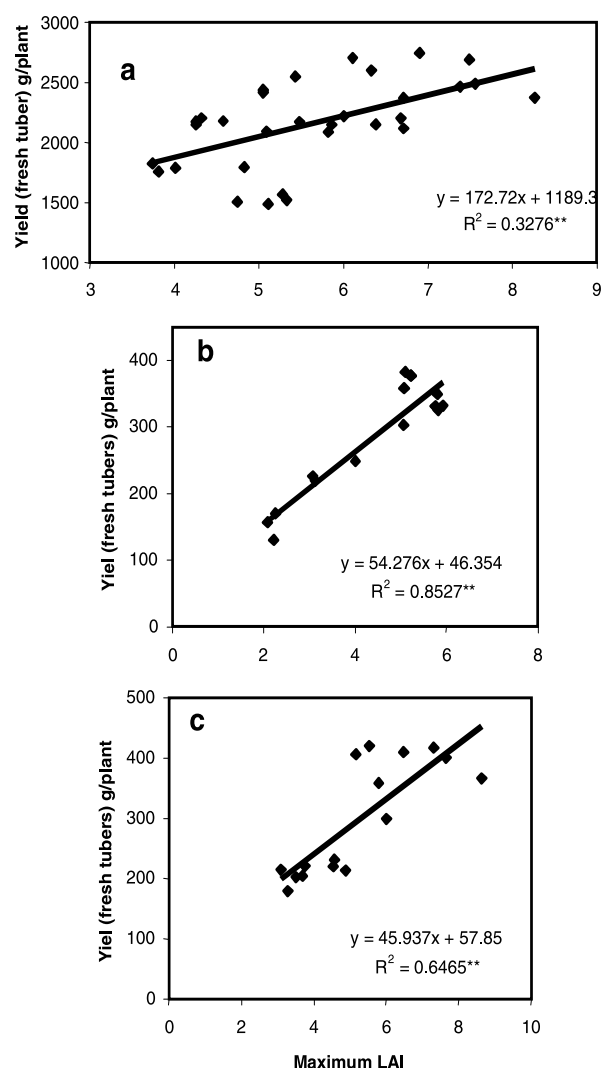 3000
2500
2000
1500
1000
Yield (fresh tuber) g/plant
a
y = 172.72x + 1189.3
R² = 0.3276**
3 4 5 6 7 8 9
400
300
200
100
0
Yiel (fresh tubers) g/plant
b
y = 54.276x + 46.354
R² = 0.8527**
0 2 4 6 8
500
400
300
200
100
0
Yiel (fresh tubers) g/plant
c
y = 45.937x + 57.85
R² = 0.6465**
0 2 4 6 8 10
Maximum LAI